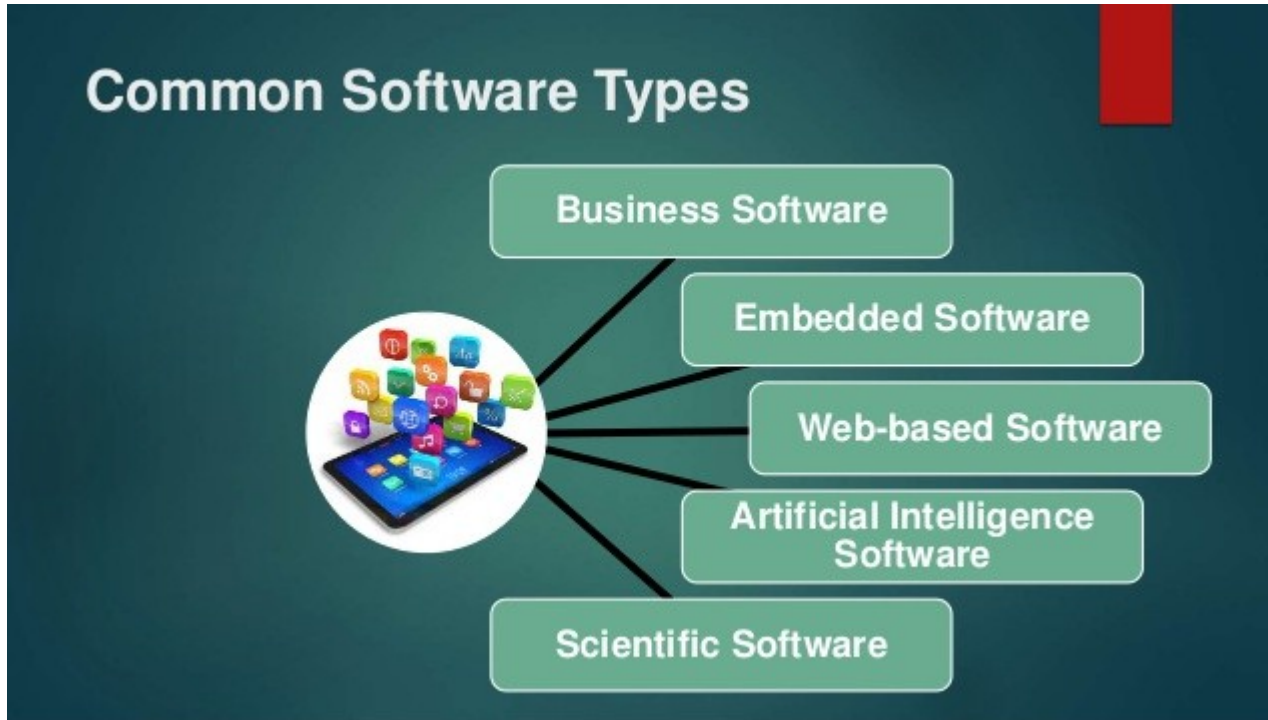 Common Software Types
Business Software
Embedded Software
Web-based Software
Artificial Intelligence
Software
Scientific Software